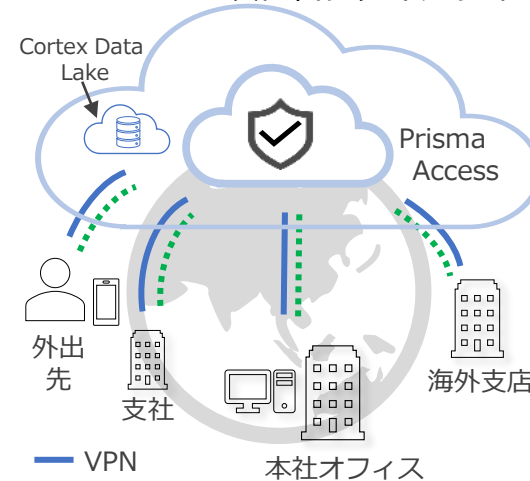 Cortex Data
Lake
Prisma
Access
外出
先
支社
本社オフィス
海外支店
VPN